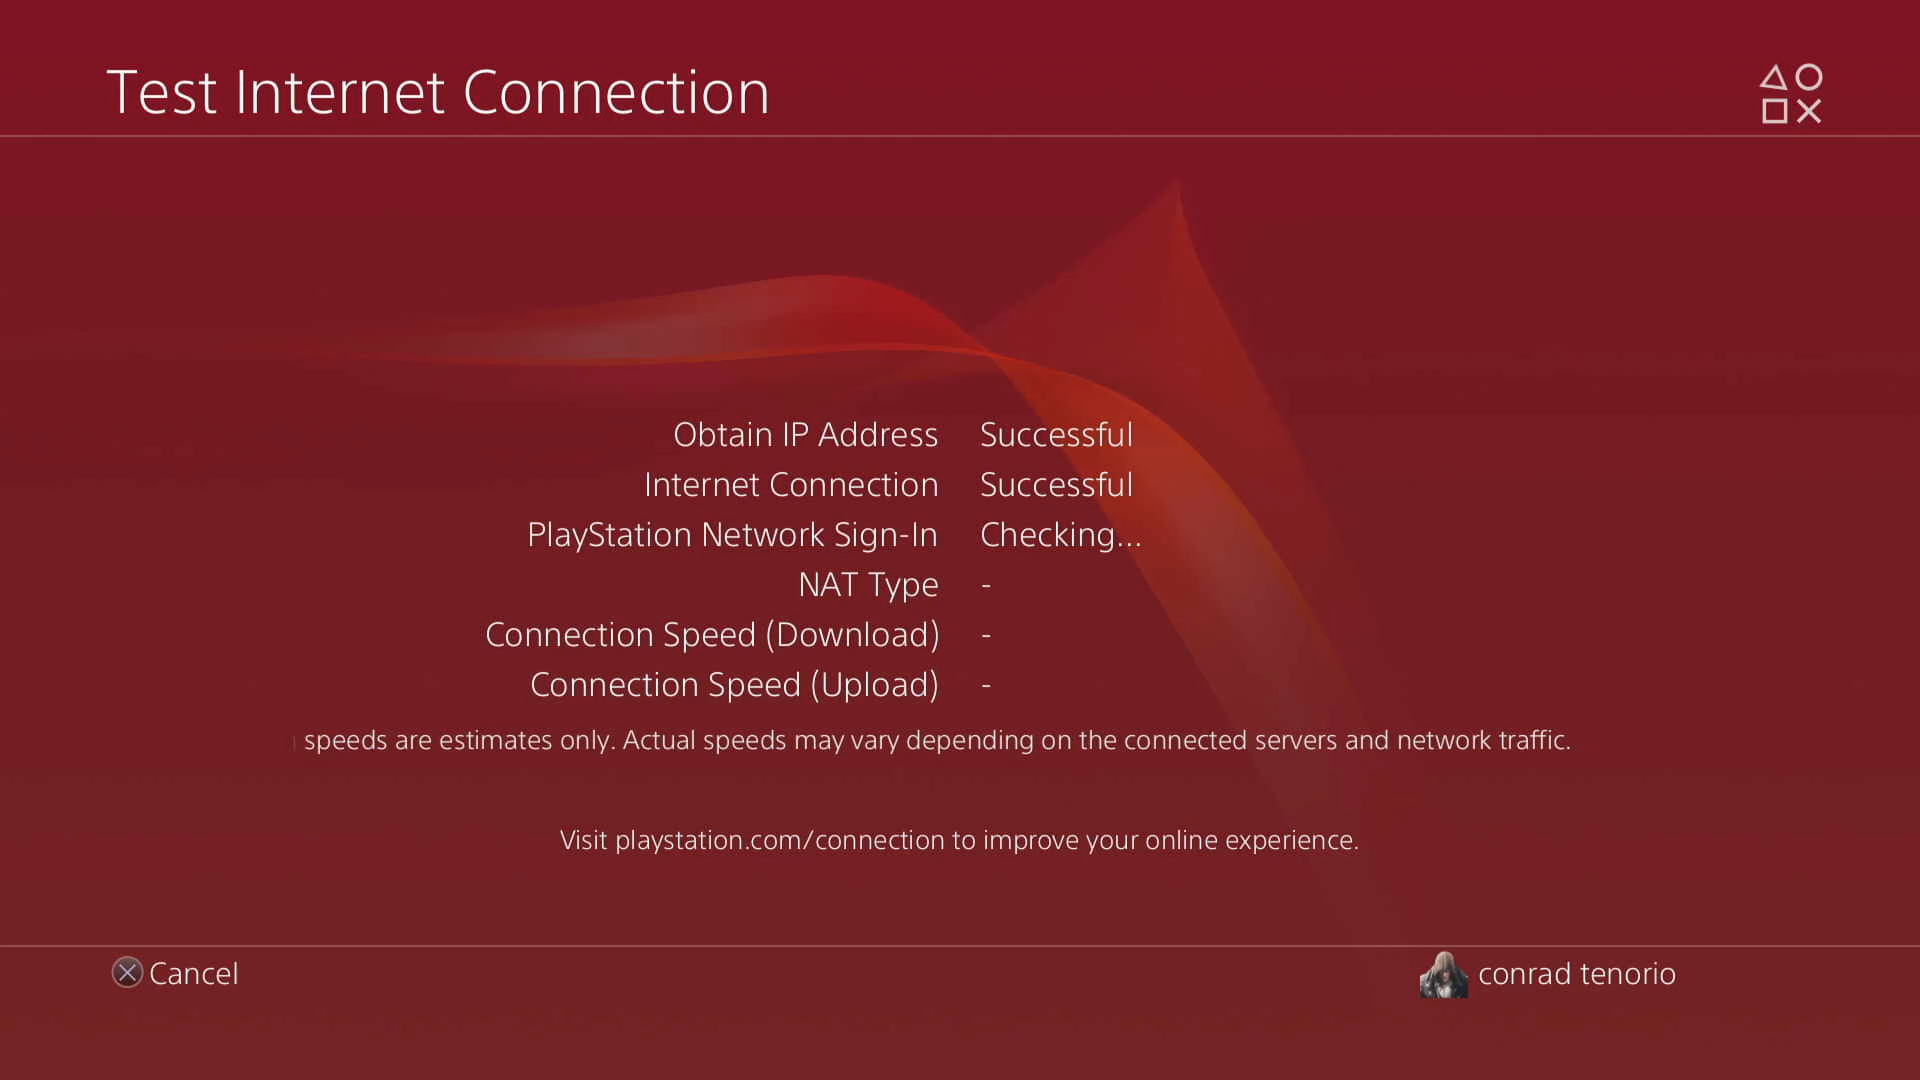 Test Internet Connection
Obtain IP Address Successful
Internet Connection Successful
PlayStation Network Sign-In Checking...
NAT Type -
Connection Speed (Download) -
Connection Speed (Upload) -
speeds are estimates only. Actual speeds may vary depending on the connected servers and network traffic.
Visit playstation.com/connection to improve your online experience.
Cancel
conrad tenorio